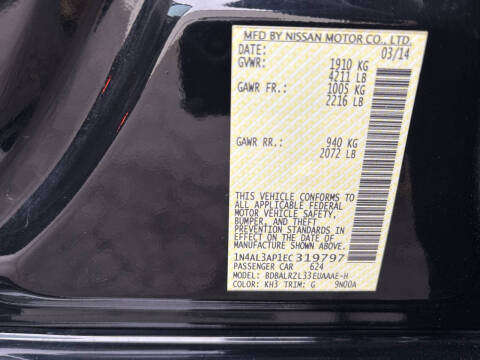 MFD BY NISSAN MOTOR CO., LTD.
DATE: 03/14
GVWR: 1910 KG
4211 LB
GAWR FR.: 1005 KG
2216 LB
GAWR RR.: 940 KG
2072 LB
THIS VEHICLE CONFORMS TO
ALL APPLICABLE FEDERAL
MOTOR VEHICLE SAFETY,
BUMPER, AND THEFT
PREVENTION STANDARDS IN
EFFECT ON THE DATE OF
MANUFACTURE SHOWN ABOVE.
1N4AL3AP1EC319797
PASSENGER CAR 624
MODEL: BDBALRZL33EUAAAE-H
COLOR: KH3 TRIM: G 9N00A